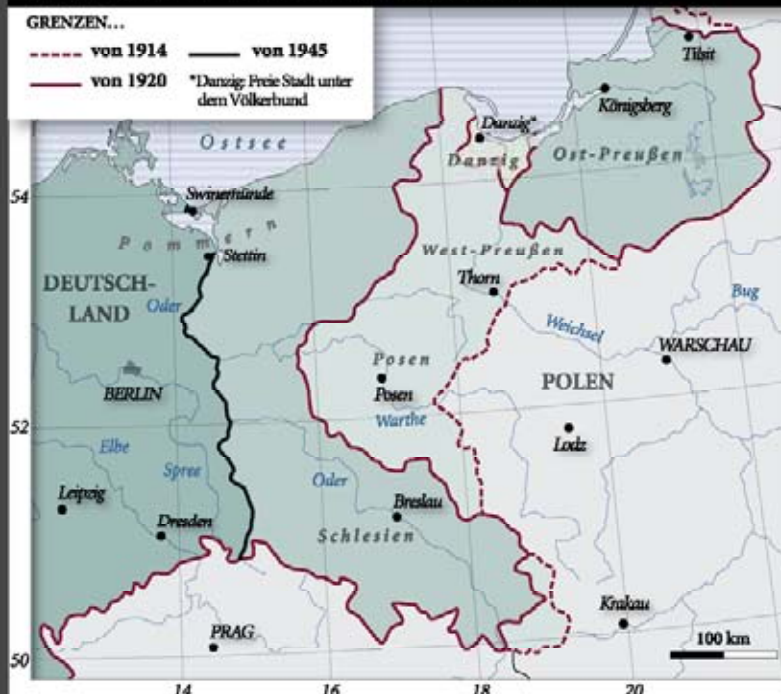 GRENZEN...
von 1914
von 1945
von 1920
*Danzig: Freie Stadt unter
dem Völkerbund
Tilsit
Königsberg
Ostsee
Danzig*
Danzig
Ost-Preußen
54
Swinemünde
Pommern
West-Preußen
Stettin
DEUTSCH-
LAND
Thorn
Oder
Bug
Weichsel
WARSCHAU
Posen
BERLIN
Posen
POLEN
Warthe
52
Lodz
Elbe
Spree
Oder
Leipzig
Breslau
Dresden
Schlesien
Krakau
PRAG
100 km
50
14
16
18
20